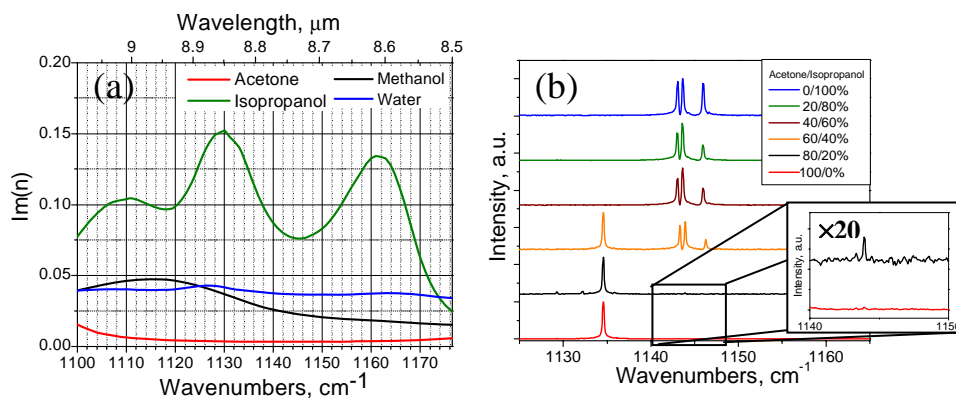 Wavelength, μm
9 8.9 8.8 8.7 8.6 8.5
(a)
Acetone
Isopropanol
Methanol
Water
Im(n)
0.20
0.15
0.10
0.05
0.00
1100 1110 1120 1130 1140 1150 1160 1170
Wavenumbers, cm-1
(b)
Acetone/Isopropanol
0/100%
20/80%
40/60%
60/40%
80/20%
100/0%
Intensity, a.u.
×20
Intensity, a.u.
1140 1150
1130 1140 1150 1160
Wavenumbers, cm-1